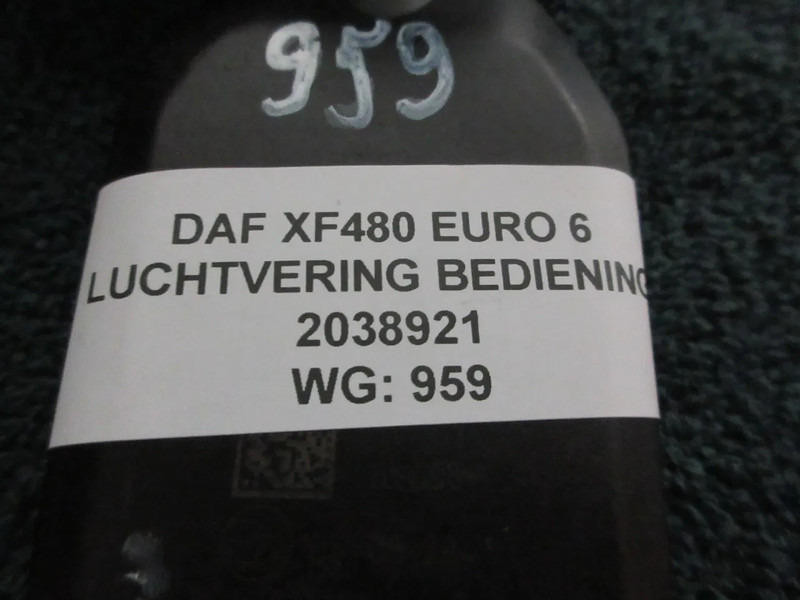 959
DAF XF480 EURO 6
LUCHTVERING BEDIENING
2038921
WG: 959